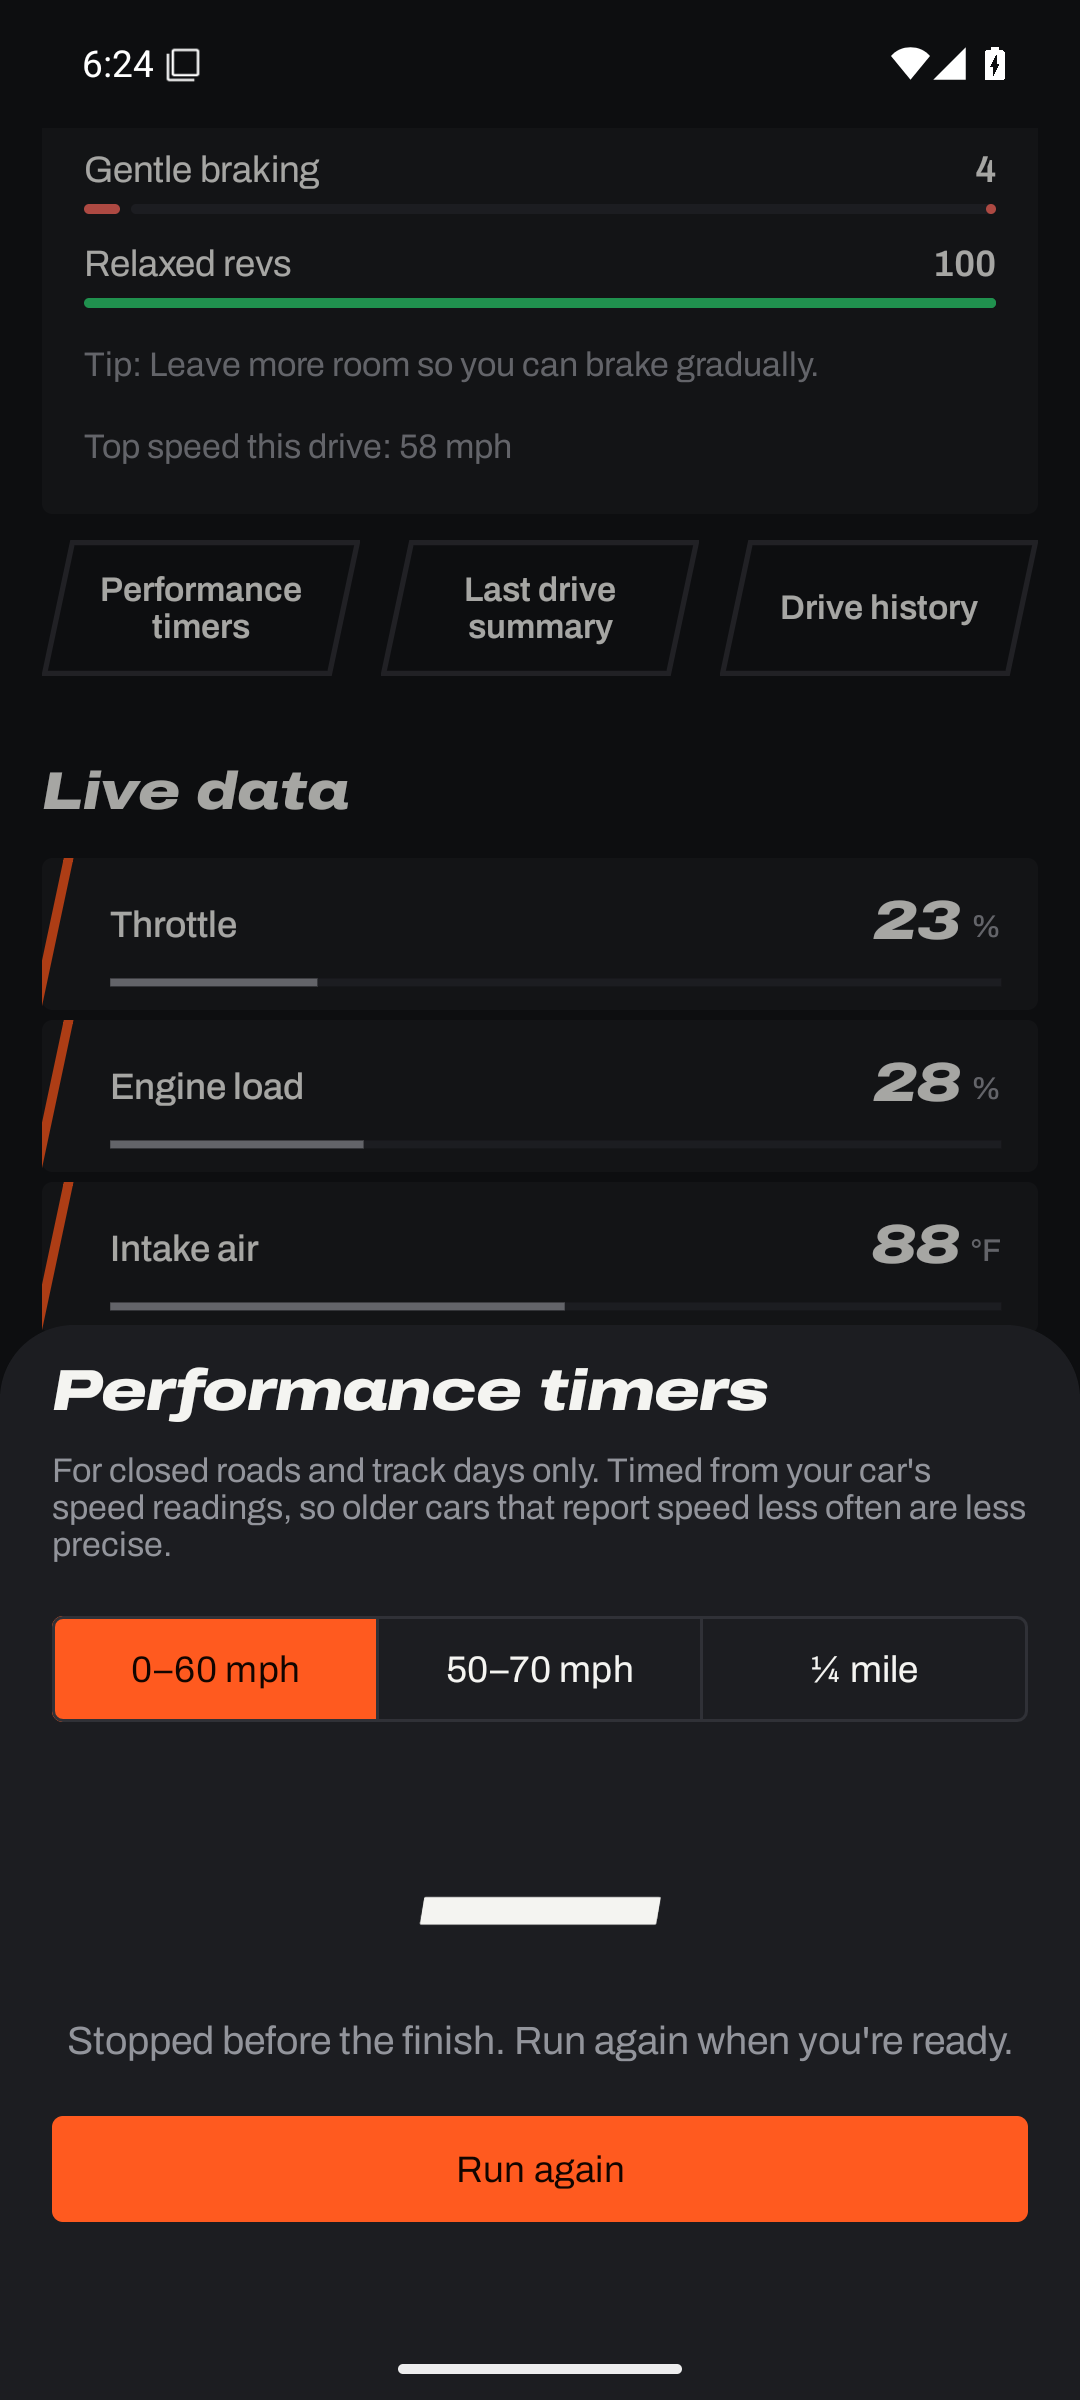 6:24
Gentle braking 4
Relaxed revs 100
Tip: Leave more room so you can brake gradually.
Top speed this drive: 58 mph
Performance timers
Last drive summary
Drive history
Live data
Throttle 23 %
Engine load 28 %
Intake air 88 °F
Performance timers
For closed roads and track days only. Timed from your car's
speed readings, so older cars that report speed less often are less
precise.
0–60 mph 50–70 mph ¼ mile
—
Stopped before the finish. Run again when you're ready.
Run again